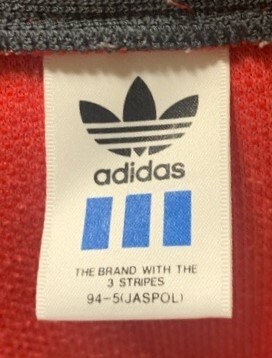 adidas
THE BRAND WITH THE
3 STRIPES
94-5(JASPOL)